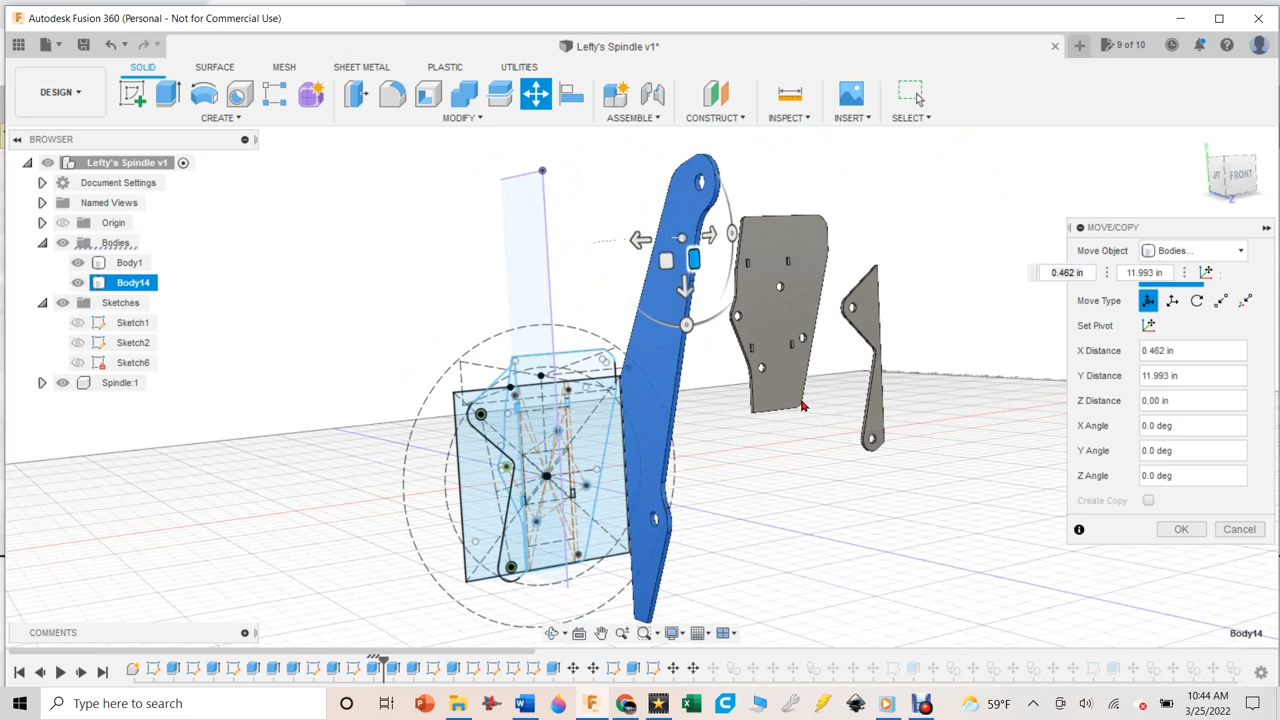 Autodesk Fusion 360 (Personal - Not for Commercial Use)
Lefty's Spindle v1*
9 of 10
SOLID SURFACE MESH SHEET METAL PLASTIC UTILITIES
DESIGN
CREATE MODIFY ASSEMBLE CONSTRUCT INSPECT INSERT SELECT
BROWSER
Lefty's Spindle v1
Document Settings
Named Views
Origin
Bodies
Body1
Body14
Sketches
Sketch1
Sketch2
Sketch6
Spindle:1
FRONT
MOVE/COPY
Move Object Bodies...
0.462 in 11.993 in
Move Type
Set Pivot
X Distance 0.462 in
Y Distance 11.993 in
Z Distance 0.00 in
X Angle 0.0 deg
Y Angle 0.0 deg
Z Angle 0.0 deg
Create Copy
OK Cancel
COMMENTS
Body14
Type here to search
59°F
10:44 AM
3/25/2022